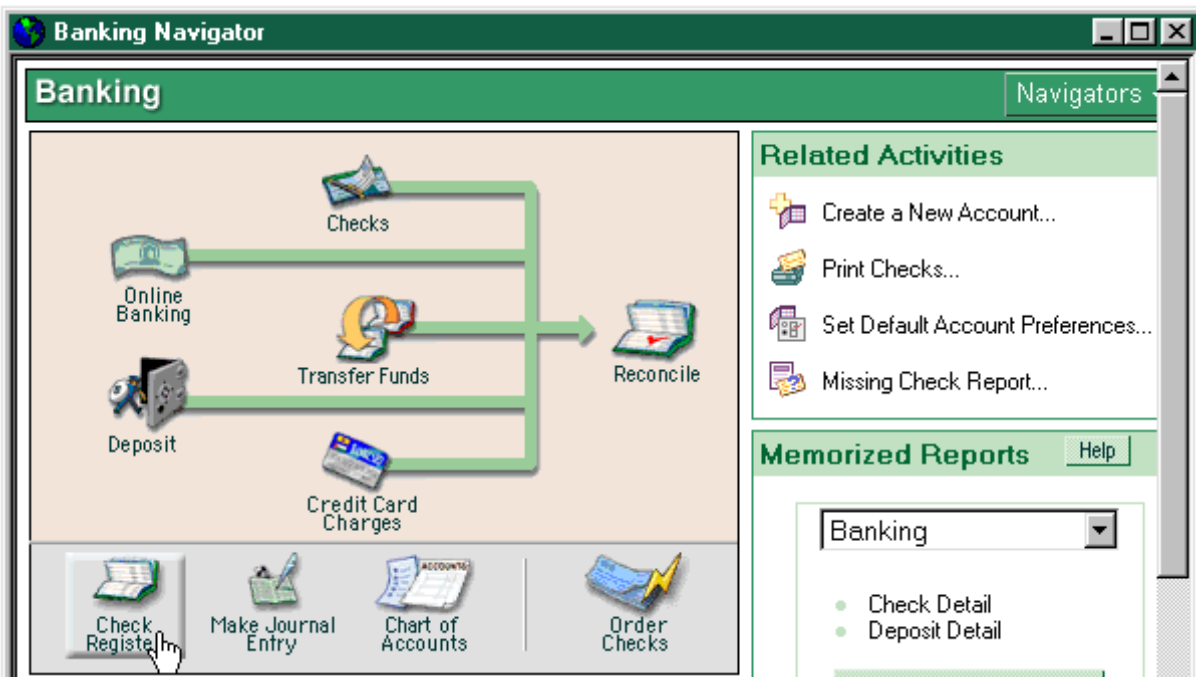 Banking Navigator
Banking
Navigators
Checks
Online
Banking
Transfer Funds
Reconcile
Deposit
Credit Card
Charges
Check
Register
Make Journal
Entry
ACCOUNTS
Chart of
Accounts
Order
Checks
Related Activities
Create a New Account...
Print Checks...
Set Default Account Preferences...
Missing Check Report...
Memorized Reports
Help
Banking
Check Detail
Deposit Detail